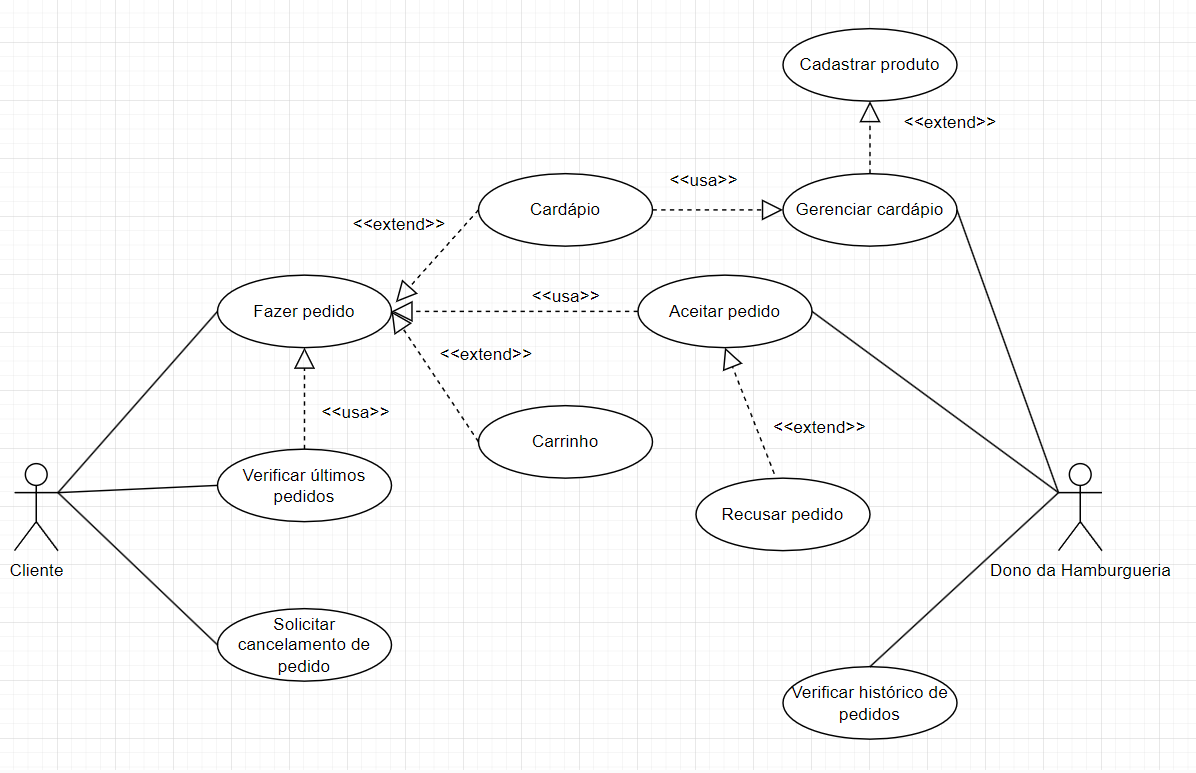 Cadastrar produto
<<extend>>
<<usa>>
Cardápio
Gerenciar cardápio
<<extend>>
<<usa>>
Fazer pedido
Aceitar pedido
<<extend>>
<<usa>>
<<extend>>
Carrinho
Verificar últimos
pedidos
Recusar pedido
Cliente
Dono da Hamburgueria
Solicitar
cancelamento de
pedido
Verificar histórico de
pedidos